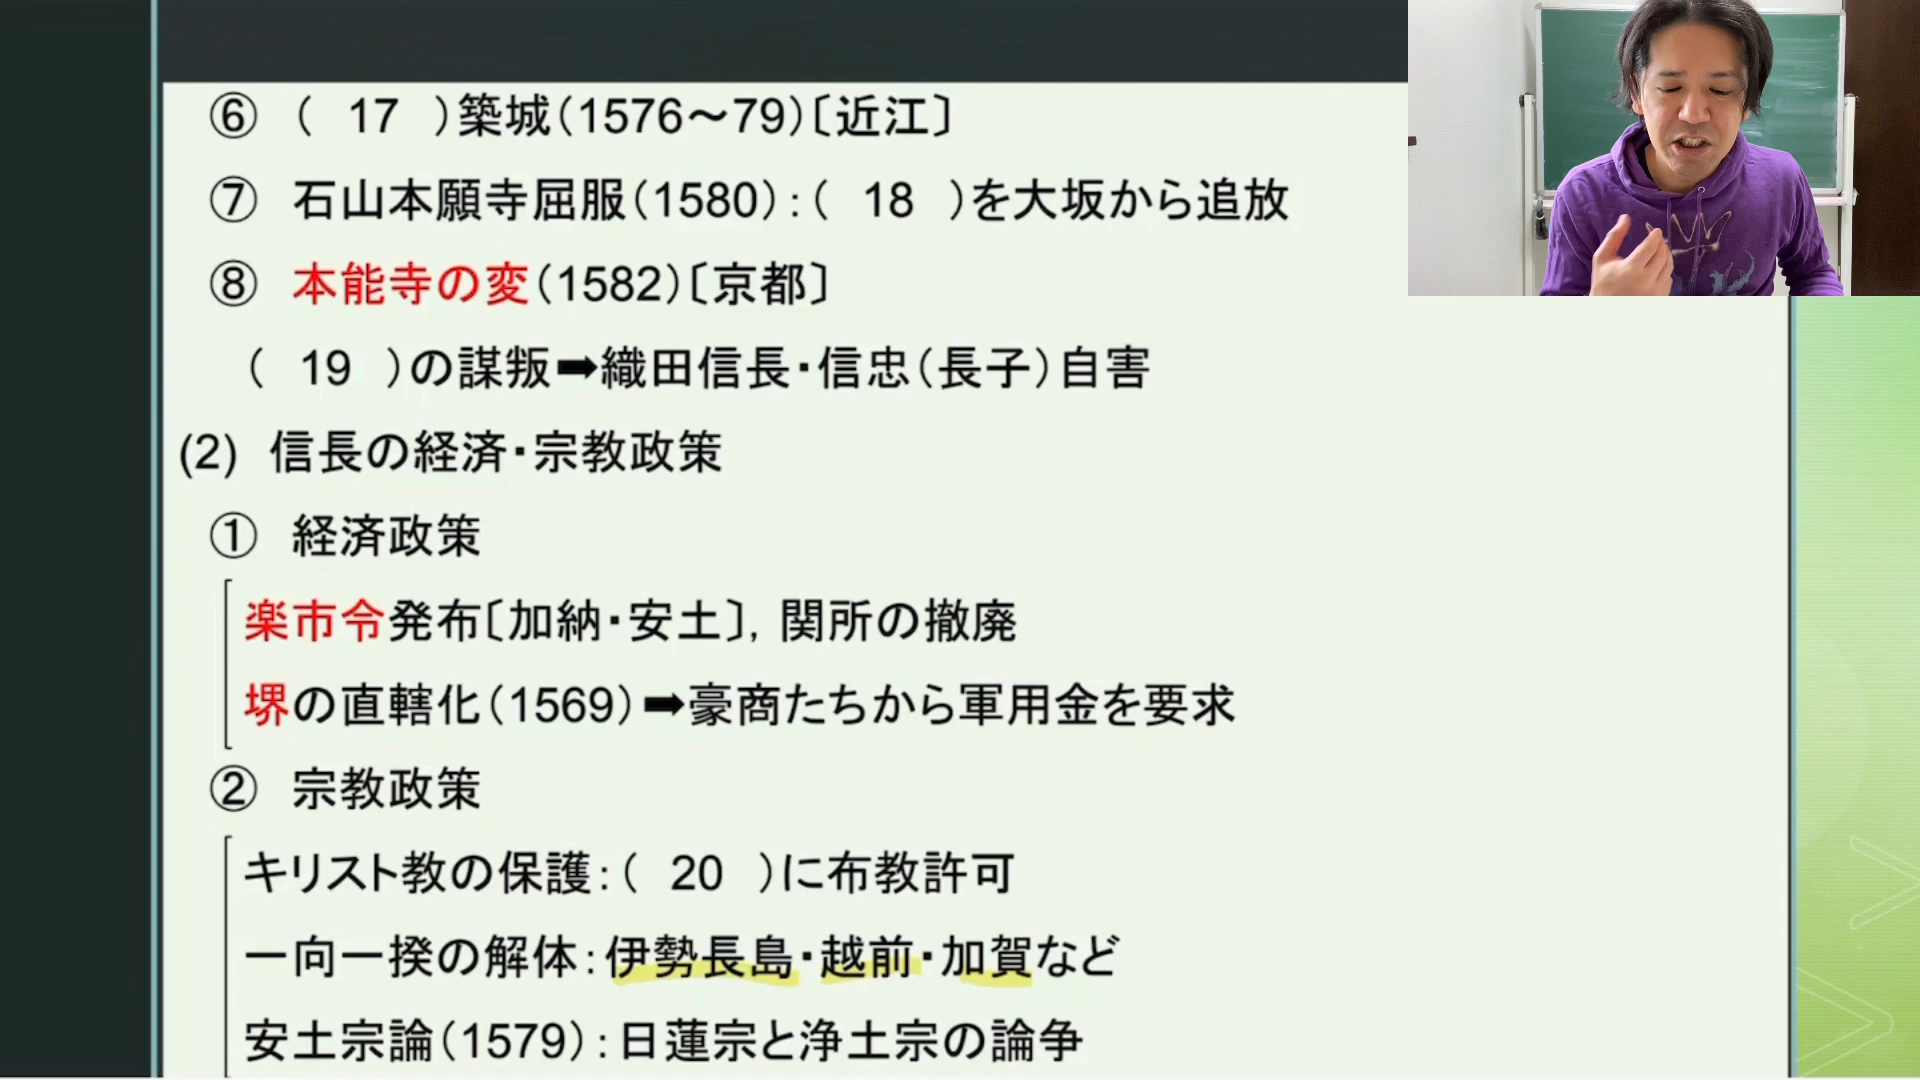 ⑥ ( 17 )築城(1576～79)〔近江〕
⑦ 石山本願寺屈服(1580):( 18 )を大坂から追放
⑧ 本能寺の変(1582)〔京都〕
( 19 )の謀叛➡織田信長・信忠(長子)自害
(2) 信長の経済・宗教政策
① 経済政策
楽市令発布〔加納・安土〕, 関所の撤廃
堺の直轄化(1569)➡豪商たちから軍用金を要求
② 宗教政策
キリスト教の保護:( 20 )に布教許可
一向一揆の解体:伊勢長島・越前・加賀など
安土宗論(1579):日蓮宗と浄土宗の論争